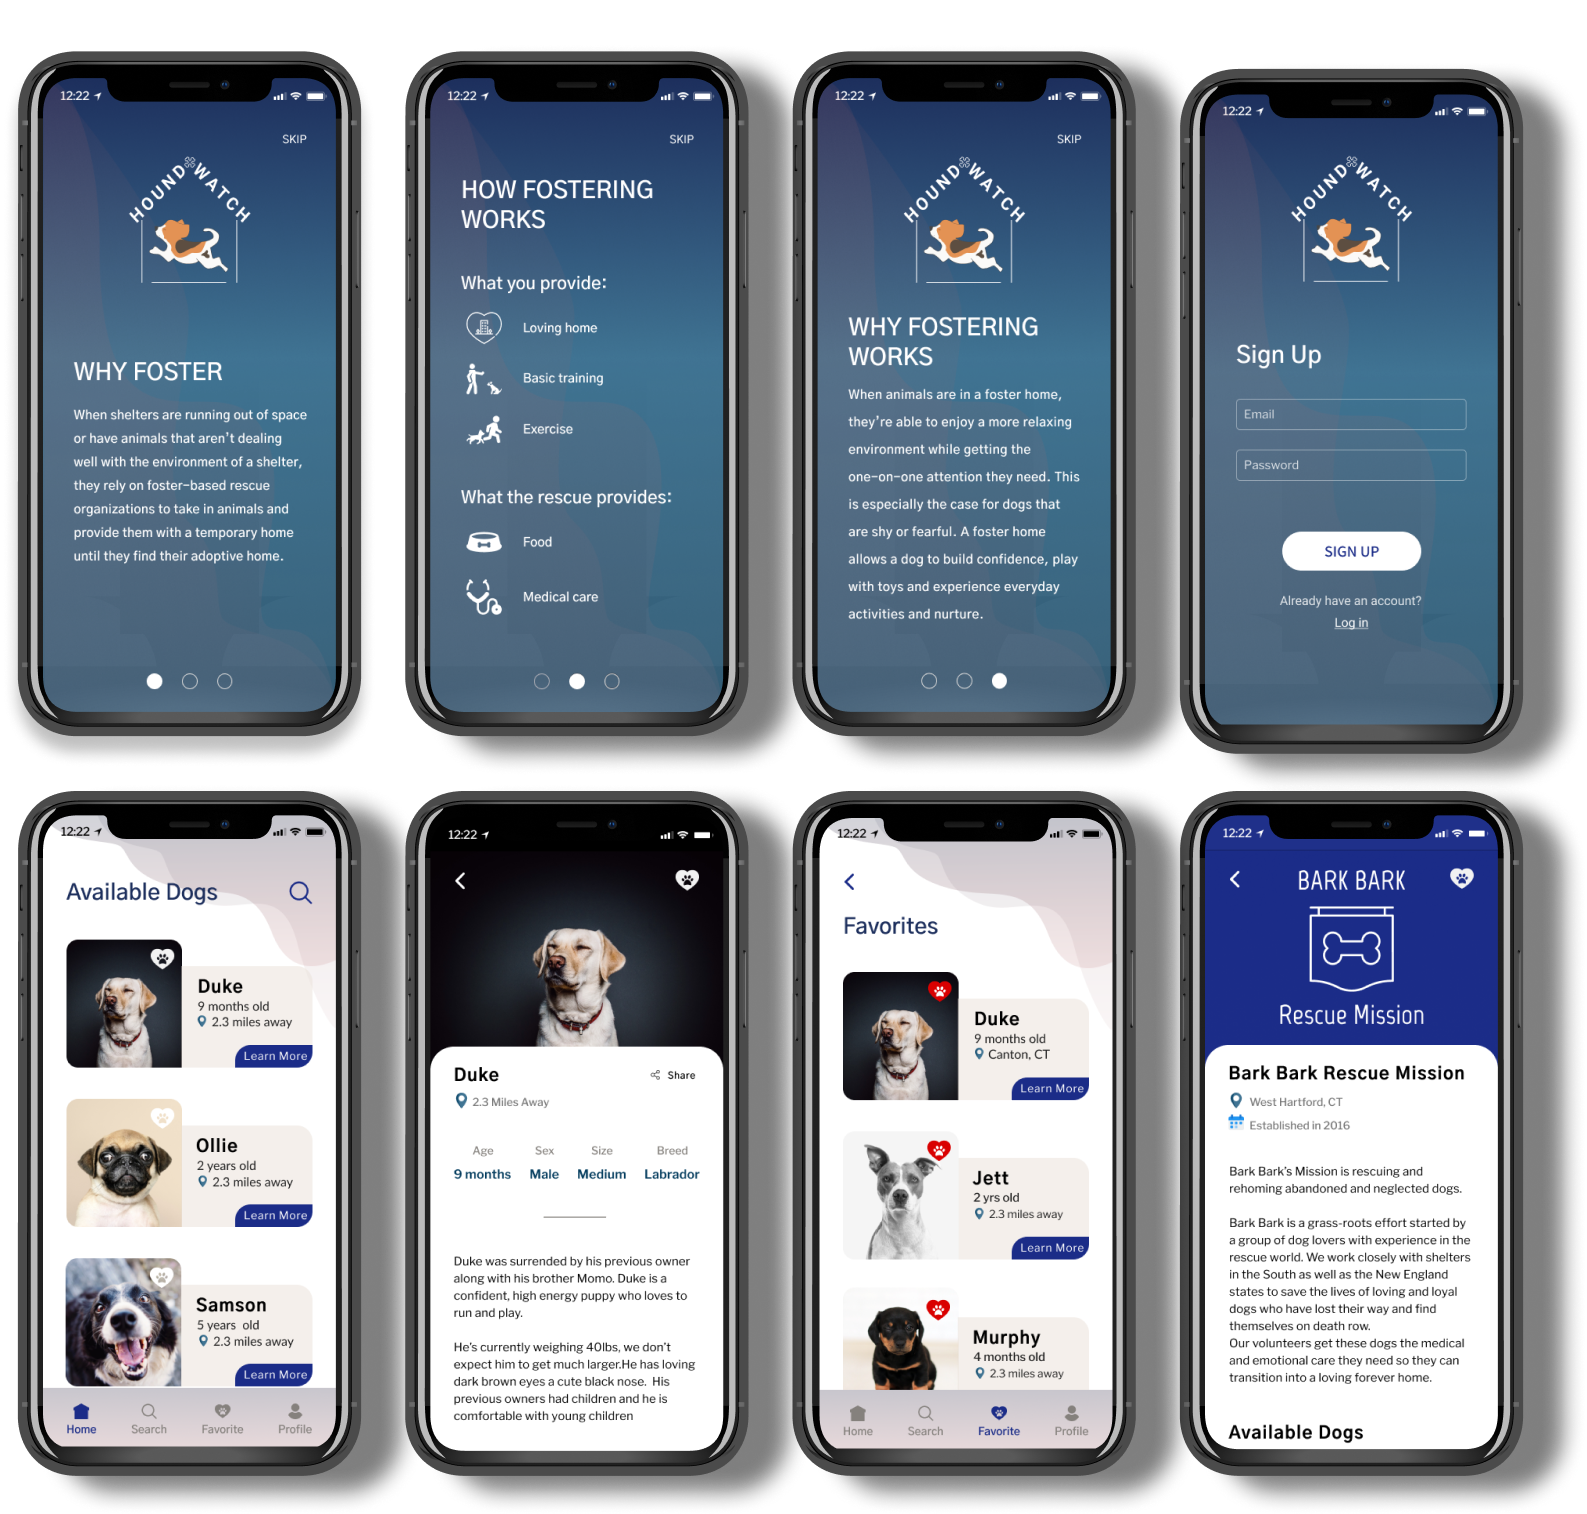 12:22
SKIP
HOUND WATCH
WHY FOSTER
When shelters are running out of space
or have animals that aren't dealing
well with the environment of a shelter,
they rely on foster-based rescue
organizations to take in animals and
provide them with a temporary home
until they find their adoptive home.
12:22
SKIP
HOW FOSTERING
WORKS
What you provide:
Loving home
Basic training
Exercise
What the rescue provides:
Food
Medical care
12:22
SKIP
HOUND WATCH
WHY FOSTERING
WORKS
When animals are in a foster home,
they're able to enjoy a more relaxing
environment while getting the
one-on-one attention they need. This
is especially the case for dogs that
are shy or fearful. A foster home
allows a dog to build confidence, play
with toys and experience everyday
activities and nurture.
12:22
HOUND WATCH
Sign Up
Email
Password
SIGN UP
Already have an account?
Log in
12:22
Available Dogs
Duke
9 months old
2.3 miles away
Learn More
Ollie
2 years old
2.3 miles away
Learn More
Samson
5 years old
2.3 miles away
Learn More
Home Search Favorite Profile
12:22
Duke
Share
2.3 Miles Away
Age Sex Size Breed
9 months Male Medium Labrador
Duke was surrended by his previous owner
along with his brother Momo. Duke is a
confident, high energy puppy who loves to
run and play.
He's currently weighing 40lbs, we don't
expect him to get much larger.He has loving
dark brown eyes a cute black nose. His
previous owners had children and he is
comfortable with young children
12:22
Favorites
Duke
9 months old
Canton, CT
Learn More
Jett
2 yrs old
2.3 miles away
Learn More
Murphy
4 months old
2.3 miles away
Home Search Favorite Profile
12:22
BARK BARK
Rescue Mission
Bark Bark Rescue Mission
West Hartford, CT
Established in 2016
Bark Bark's Mission is rescuing and
rehoming abandoned and neglected dogs.
Bark Bark is a grass-roots effort started by
a group of dog lovers with experience in the
rescue world. We work closely with shelters
in the South as well as the New England
states to save the lives of loving and loyal
dogs who have lost their way and find
themselves on death row.
Our volunteers get these dogs the medical
and emotional care they need so they can
transition into a loving forever home.
Available Dogs